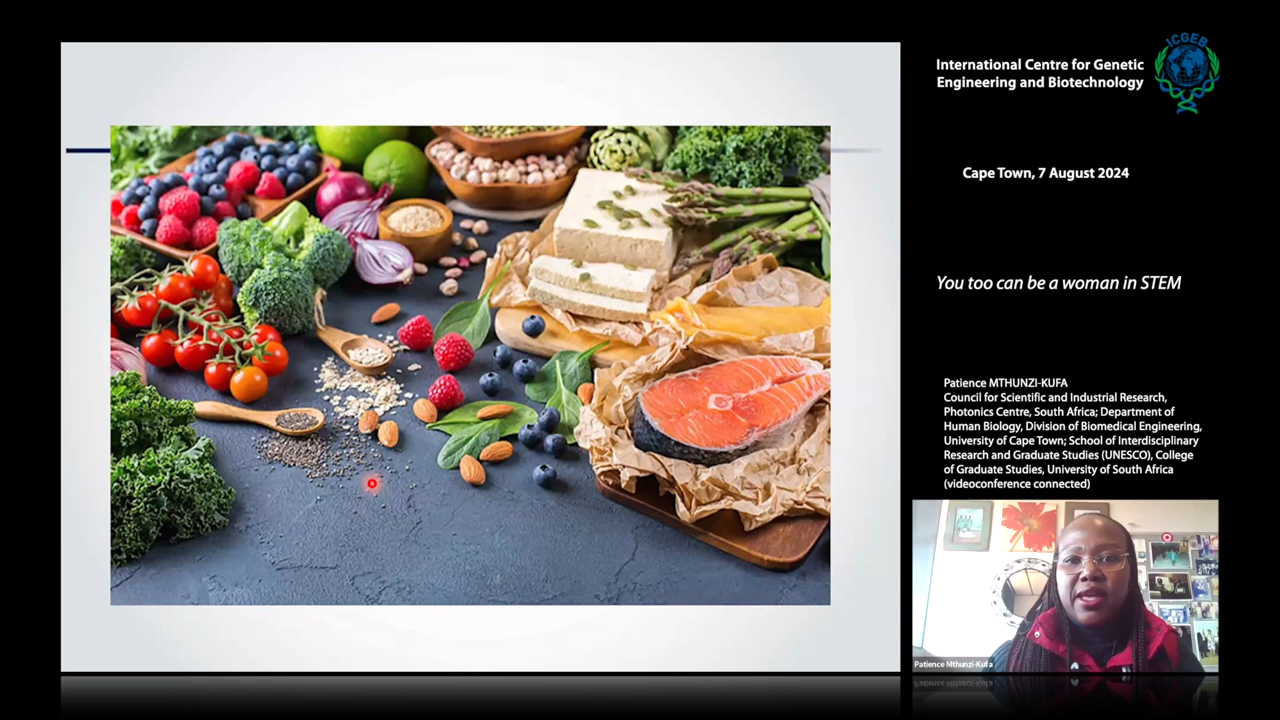 ICGEB
International Centre for Genetic
Engineering and Biotechnology
Cape Town, 7 August 2024
You too can be a woman in STEM
Patience MTHUNZI-KUFA
Council for Scientific and Industrial Research,
Photonics Centre, South Africa; Department of
Human Biology, Division of Biomedical Engineering,
University of Cape Town; School of Interdisciplinary
Research and Graduate Studies (UNESCO), College
of Graduate Studies, University of South Africa
(videoconference connected)
Patience Mthunzi-Kufa